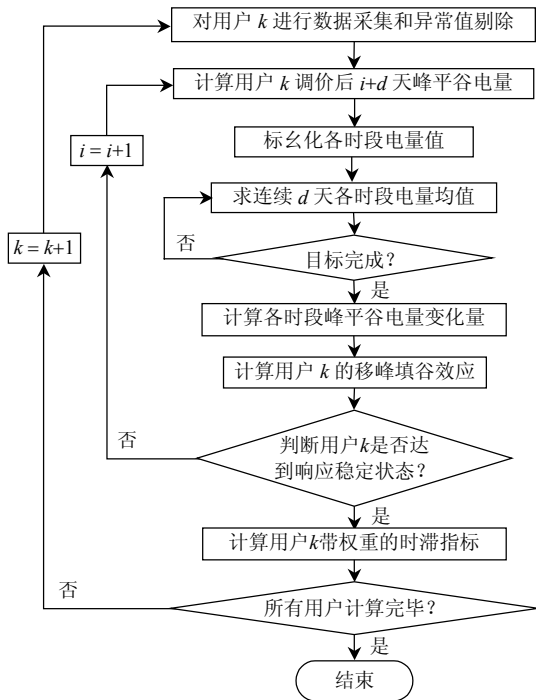 对用户 k 进行数据采集和异常值剔除
计算用户 k 调价后 i+d 天峰平谷电量
标幺化各时段电量值
i = i+1
求连续 d 天各时段电量均值
否
k = k+1
目标完成？
是
计算各时段峰平谷电量变化量
计算用户 k 的移峰填谷效应
否
判断用户k是否达
到响应稳定状态？
是
计算用户k带权重的时滞指标
否
所有用户计算完毕？
是
结束